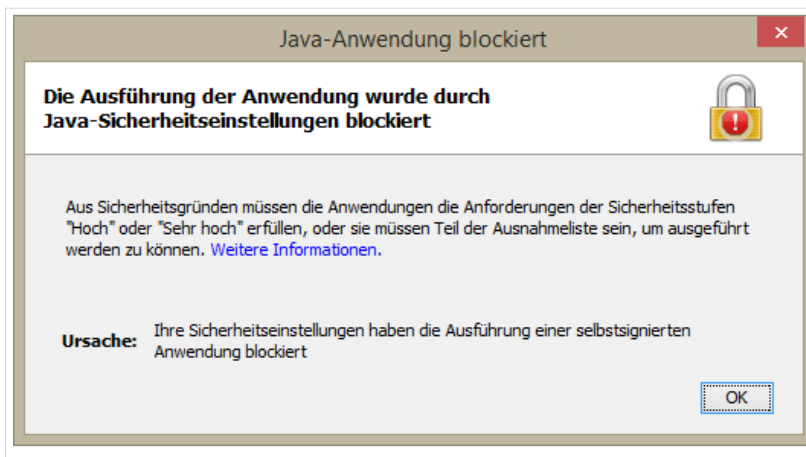 Java-Anwendung blockiert
Die Ausführung der Anwendung wurde durch
Java-Sicherheitseinstellungen blockiert
Aus Sicherheitsgründen müssen die Anwendungen die Anforderungen der Sicherheitsstufen
"Hoch" oder "Sehr hoch" erfüllen, oder sie müssen Teil der Ausnahmeliste sein, um ausgeführt
werden zu können. Weitere Informationen.
Ursache: Ihre Sicherheitseinstellungen haben die Ausführung einer selbstsignierten
Anwendung blockiert
OK